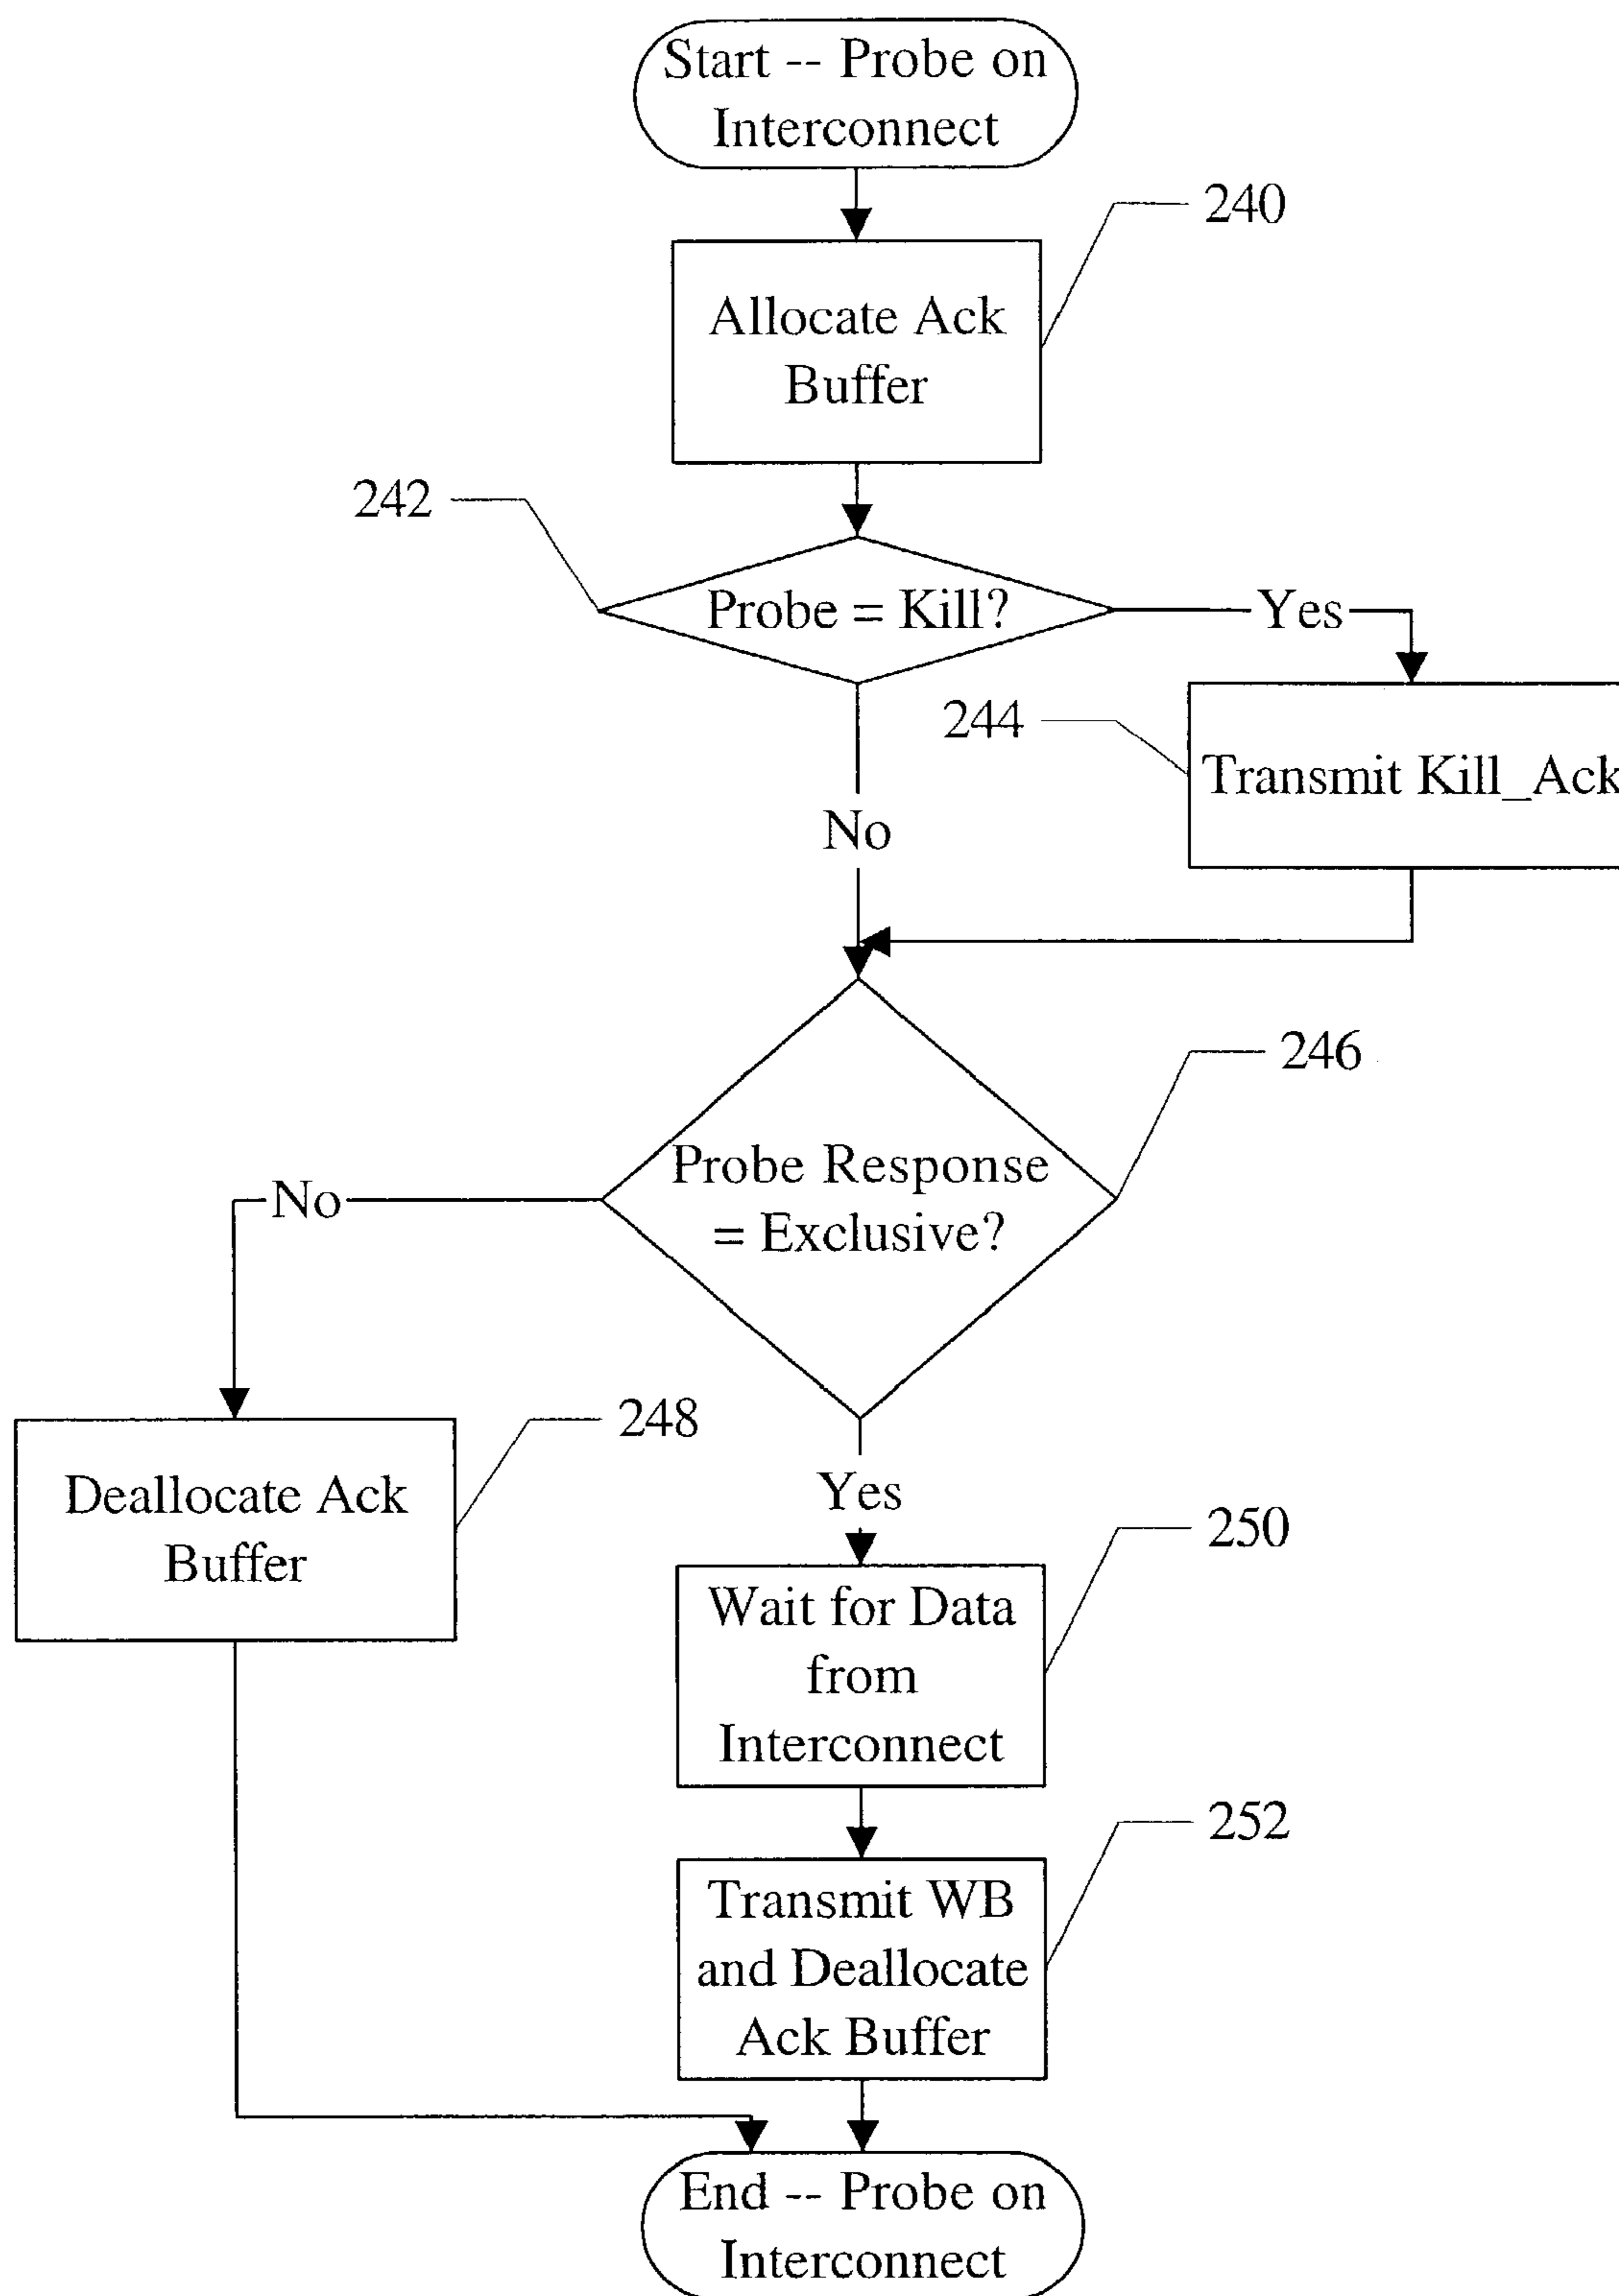 Start -- Probe on
Interconnect
240
Allocate Ack
Buffer
242
Probe = Kill?
Yes
244
Transmit Kill_Ack
No
246
Probe Response
= Exclusive?
No
248
Deallocate Ack
Buffer
Yes
250
Wait for Data
from
Interconnect
252
Transmit WB
and Deallocate
Ack Buffer
End -- Probe on
Interconnect